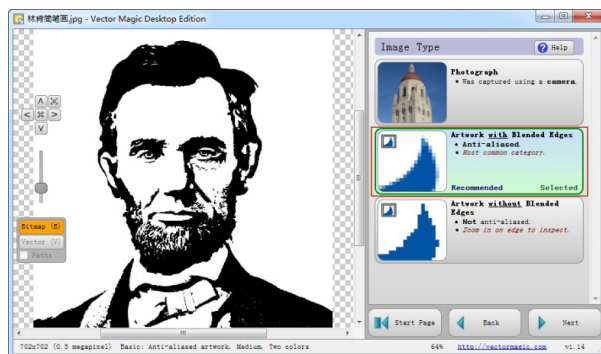 林肯简笔画.jpg - Vector Magic Desktop Edition
Image Type
Help
Photograph
• Was captured using a camera.
Artwork with Blended Edges
• Anti-aliased.
• Most common category.
Recommended
Selected
Artwork without Blended
Edges
• Not anti-aliased.
• Zoom in on edge to inspect.
Bitmap (B)
Vector (V)
Paths
Start Page
Back
Next
702x702 (0.5 megapixel) Basic: Anti-aliased artwork, Medium, Two colors
64%
http://vectormagic.com
v1.14